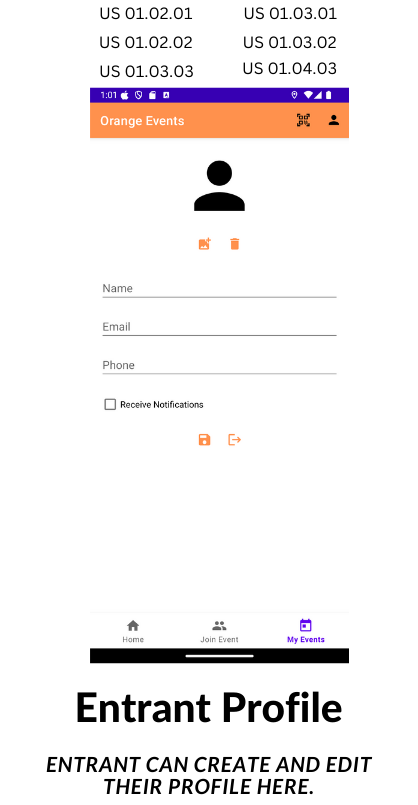 US 01.02.01 US 01.03.01
US 01.02.02 US 01.03.02
US 01.03.03 US 01.04.03
1:01
Orange Events
Name
Email
Phone
Receive Notifications
Home Join Event My Events
Entrant Profile
ENTRANT CAN CREATE AND EDIT
THEIR PROFILE HERE.